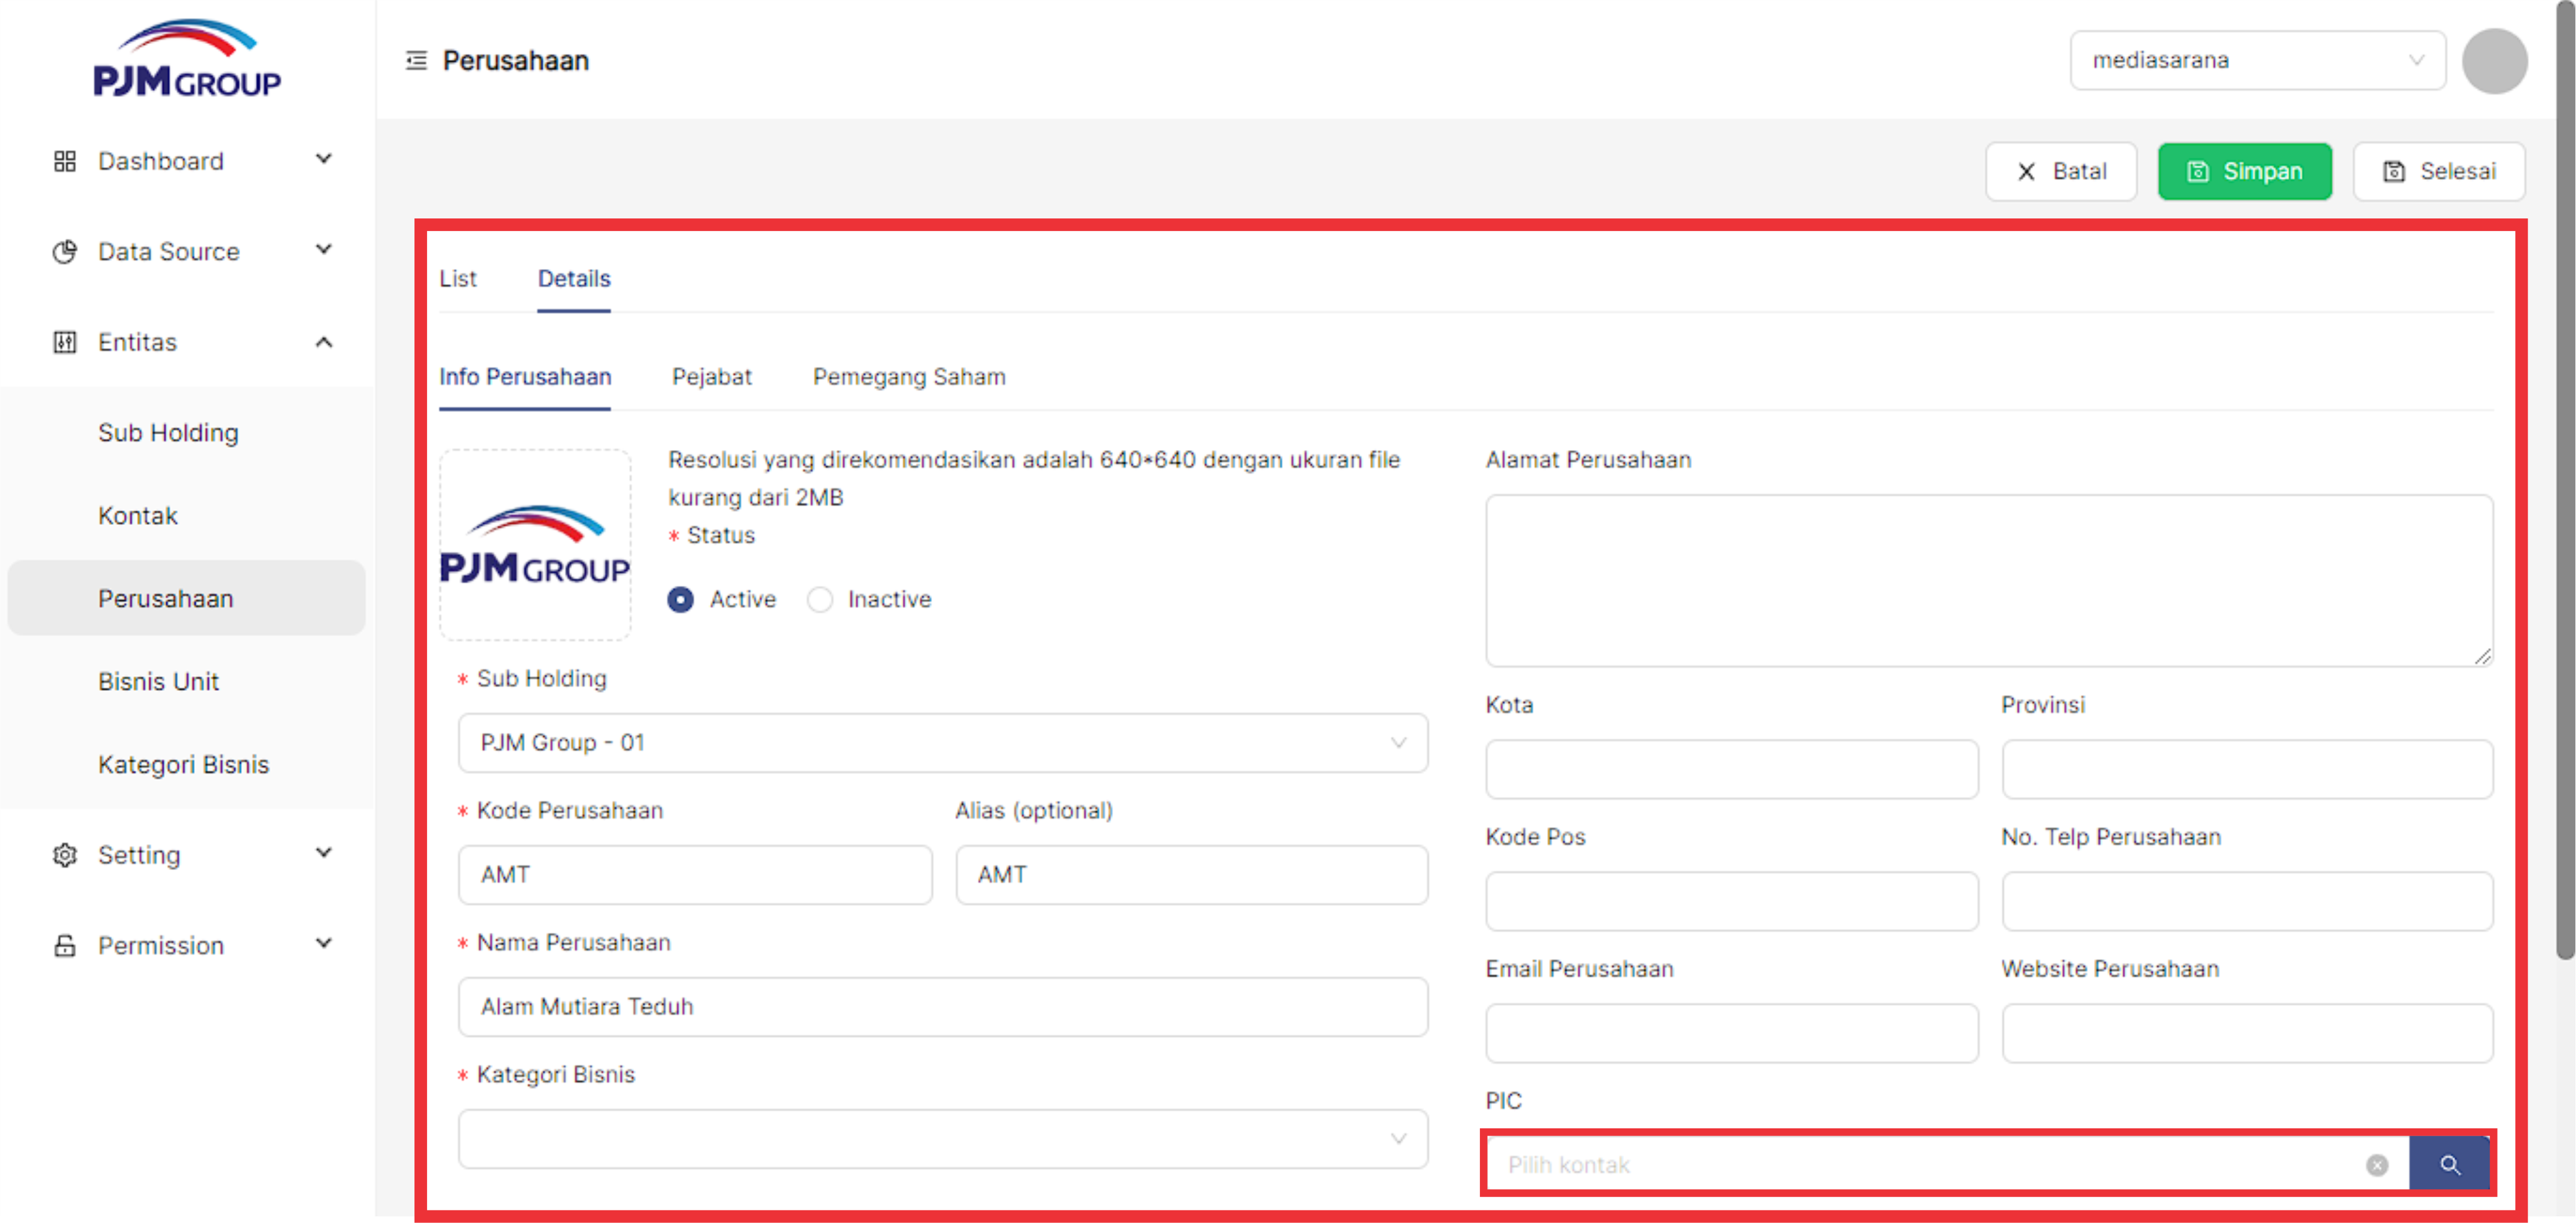 PJM GROUP
Perusahaan
mediasarana
Dashboard
Data Source
Entitas
Sub Holding
Kontak
Perusahaan
Bisnis Unit
Kategori Bisnis
Setting
Permission
Batal
Simpan
Selesai
List
Details
Info Perusahaan
Pejabat
Pemegang Saham
PJM GROUP
Resolusi yang direkomendasikan adalah 640*640 dengan ukuran file
kurang dari 2MB
* Status
Active
Inactive
* Sub Holding
PJM Group - 01
* Kode Perusahaan
Alias (optional)
AMT
AMT
* Nama Perusahaan
Alam Mutiara Teduh
* Kategori Bisnis
Alamat Perusahaan
Kota
Provinsi
Kode Pos
No. Telp Perusahaan
Email Perusahaan
Website Perusahaan
PIC
Pilih kontak